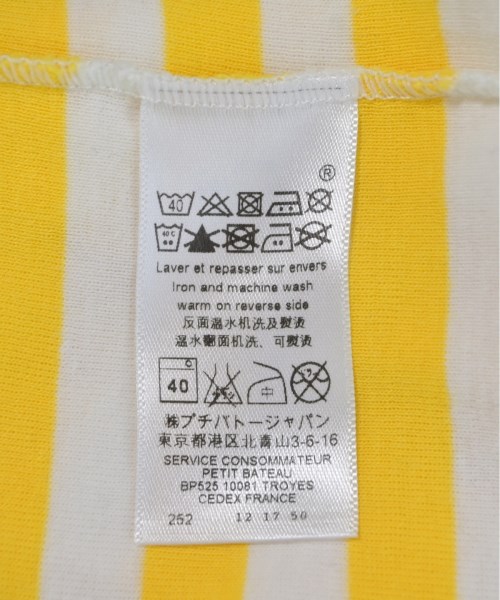 ®
40
40 C
Laver et repasser sur envers
Iron and machine wash
warm on reverse side
反面温水机洗及熨烫
温水翻面机洗、可熨烫
40 中
㈱プチバトージャパン
東京都港区北青山3-6-16
SERVICE CONSOMMATEUR
PETIT BATEAU
BP525 10081 TROYES
CEDEX FRANCE
252 12 17 50